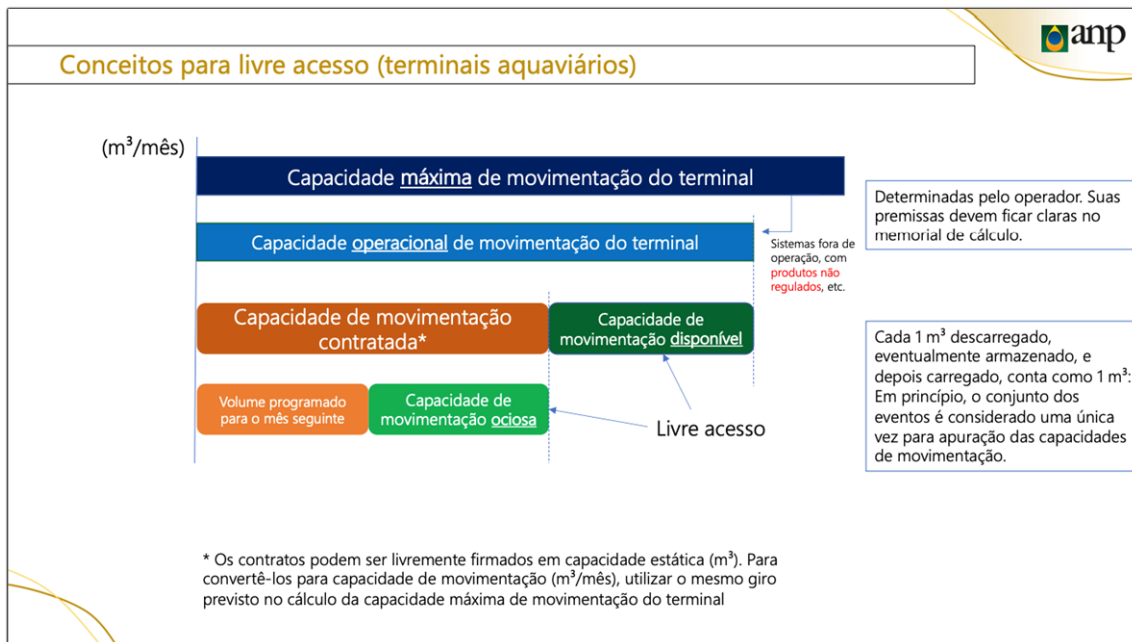 anp
Conceitos para livre acesso (terminais aquaviários)
(m³/mês)
Capacidade máxima de movimentação do terminal
Capacidade operacional de movimentação do terminal
Sistemas fora de
operação, com
produtos não
regulados, etc.
Determinadas pelo operador. Suas
premissas devem ficar claras no
memorial de cálculo.
Capacidade de movimentação
contratada*
Capacidade de
movimentação disponível
Volume programado
para o mês seguinte
Capacidade de
movimentação ociosa
Livre acesso
Cada 1 m³ descarregado,
eventualmente armazenado, e
depois carregado, conta como 1 m³:
Em princípio, o conjunto dos
eventos é considerado uma única
vez para apuração das capacidades
de movimentação.
* Os contratos podem ser livremente firmados em capacidade estática (m³). Para
convertê-los para capacidade de movimentação (m³/mês), utilizar o mesmo giro
previsto no cálculo da capacidade máxima de movimentação do terminal